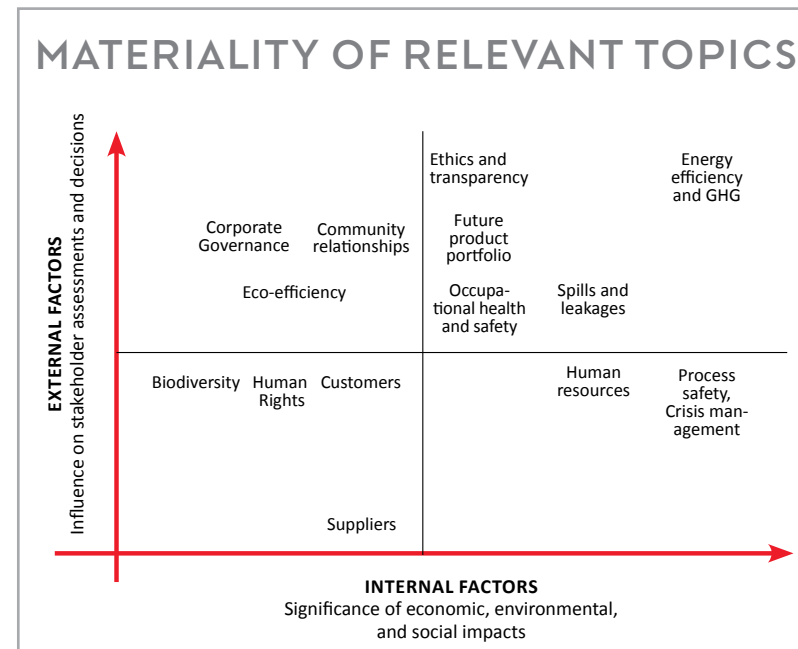 MATERIALITY OF RELEVANT TOPICS
EXTERNAL FACTORS
Influence on stakeholder assessments and decisions
Ethics and
transparency
Energy
efficiency
and GHG
Corporate
Governance
Community
relationships
Future
product
portfolio
Eco-efficiency
Occupa-
tional health
and safety
Spills and
leakages
Biodiversity
Human
Rights
Customers
Human
resources
Process
safety,
Crisis man-
agement
Suppliers
INTERNAL FACTORS
Significance of economic, environmental,
and social impacts